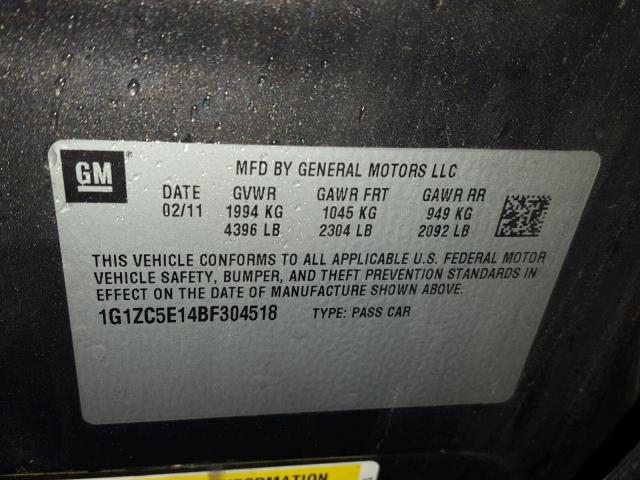 GM
MFD BY GENERAL MOTORS LLC
DATE GVWR GAWR FRT GAWR RR
02/11 1994 KG 1045 KG 949 KG
4396 LB 2304 LB 2092 LB
THIS VEHICLE CONFORMS TO ALL APPLICABLE U.S. FEDERAL MOTOR
VEHICLE SAFETY, BUMPER, AND THEFT PREVENTION STANDARDS IN
EFFECT ON THE DATE OF MANUFACTURE SHOWN ABOVE.
1G1ZC5E14BF304518 TYPE: PASS CAR
INFORMATION